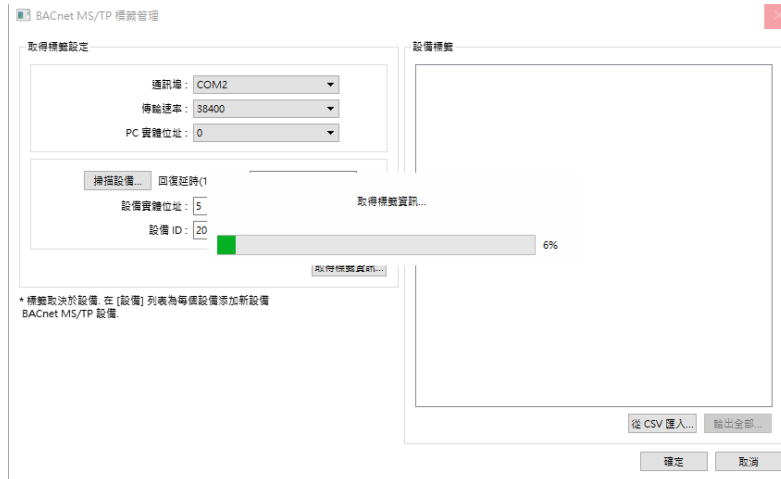 BACnet MS/TP 標籤管理
取得標籤設定
通訊埠: COM2
傳輸速率: 38400
PC 實體位址: 0
掃描設備... 回復延時(1
設備實體位址: 5
設備 ID: 20
取得標籤資訊...
6%
取得標籤資訊...
* 標籤取決於設備. 在 [設備] 列表為每個設備添加新設備
BACnet MS/TP 設備.
設備標籤
從 CSV 匯入... 輸出全部...
確定 取消